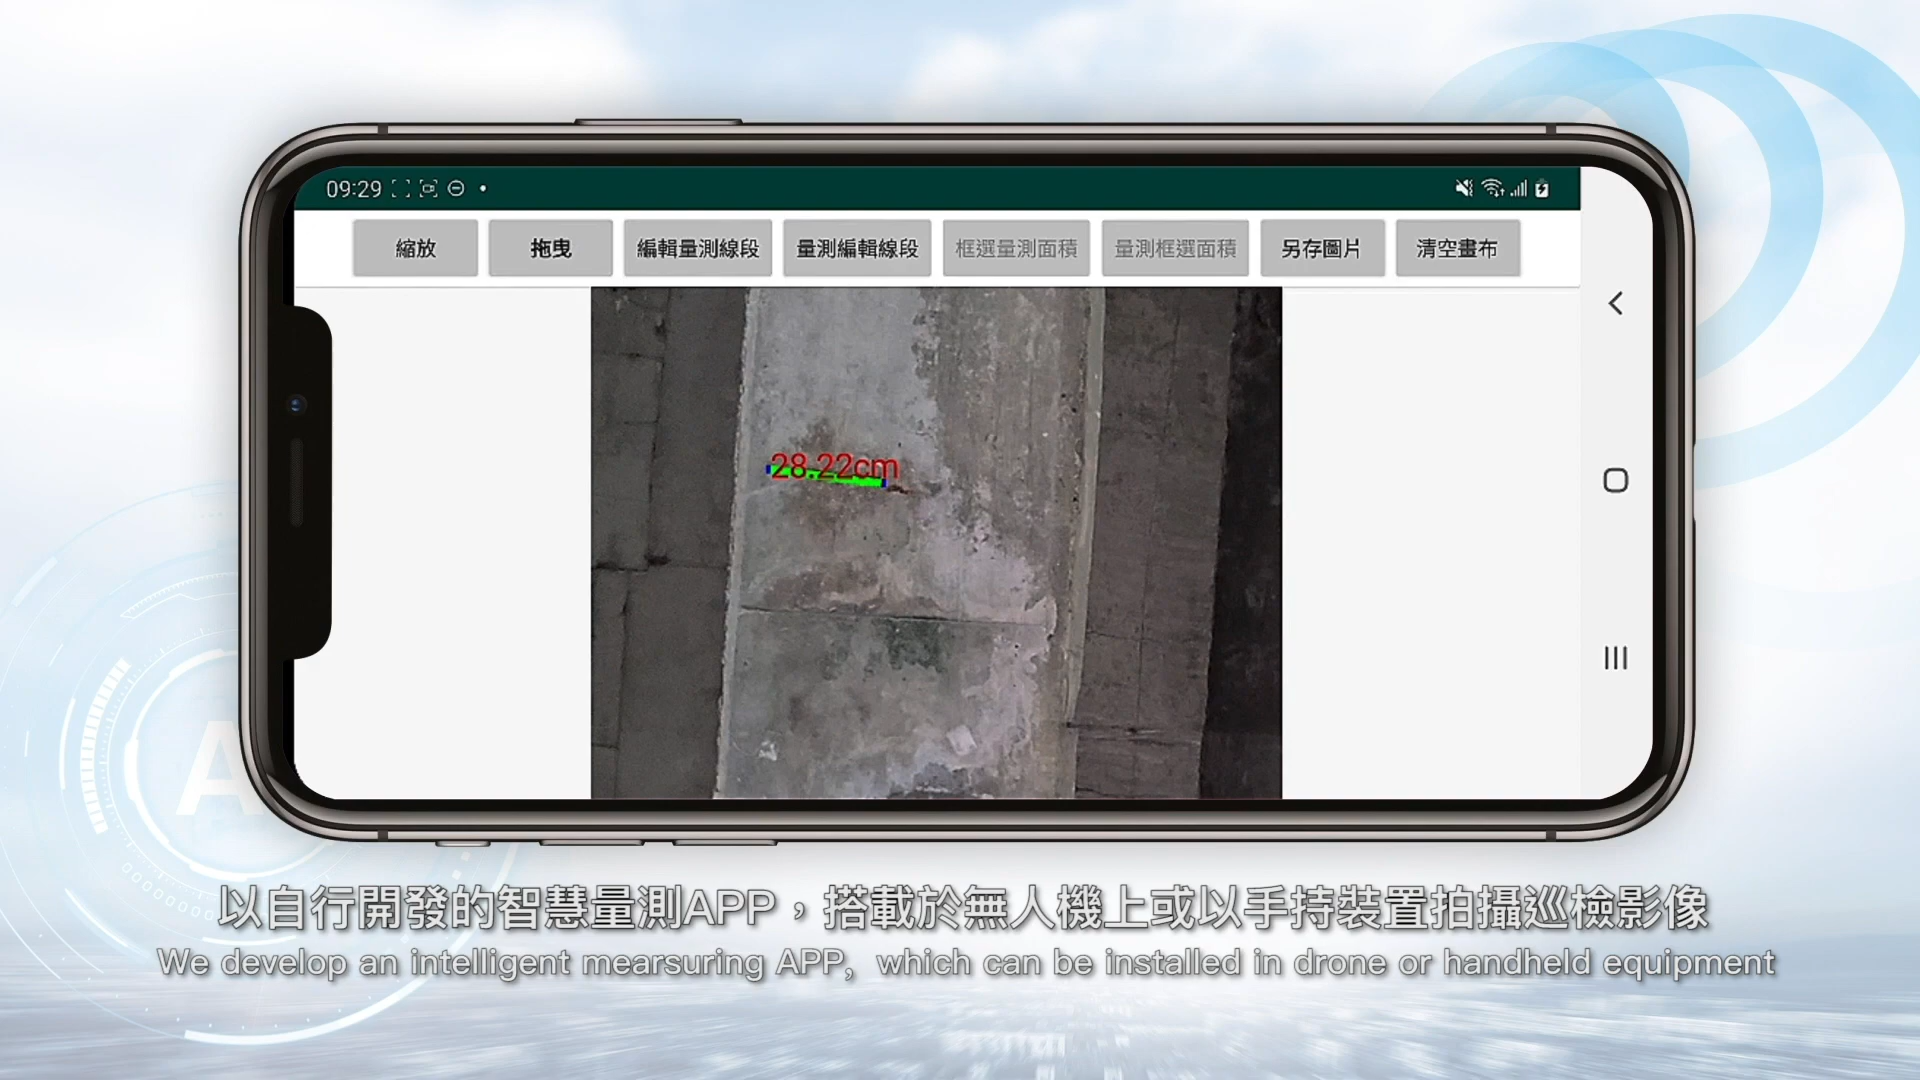 09:29
縮放 拖曳 編輯量測線段 量測編輯線段 框選量測面積 量測框選面積 另存圖片 清空畫布
28.22cm
A
以自行開發的智慧量測APP，搭載於無人機上或以手持裝置拍攝巡檢影像
We develop an intelligent mearsuring APP, which can be installed in drone or handheld equipment